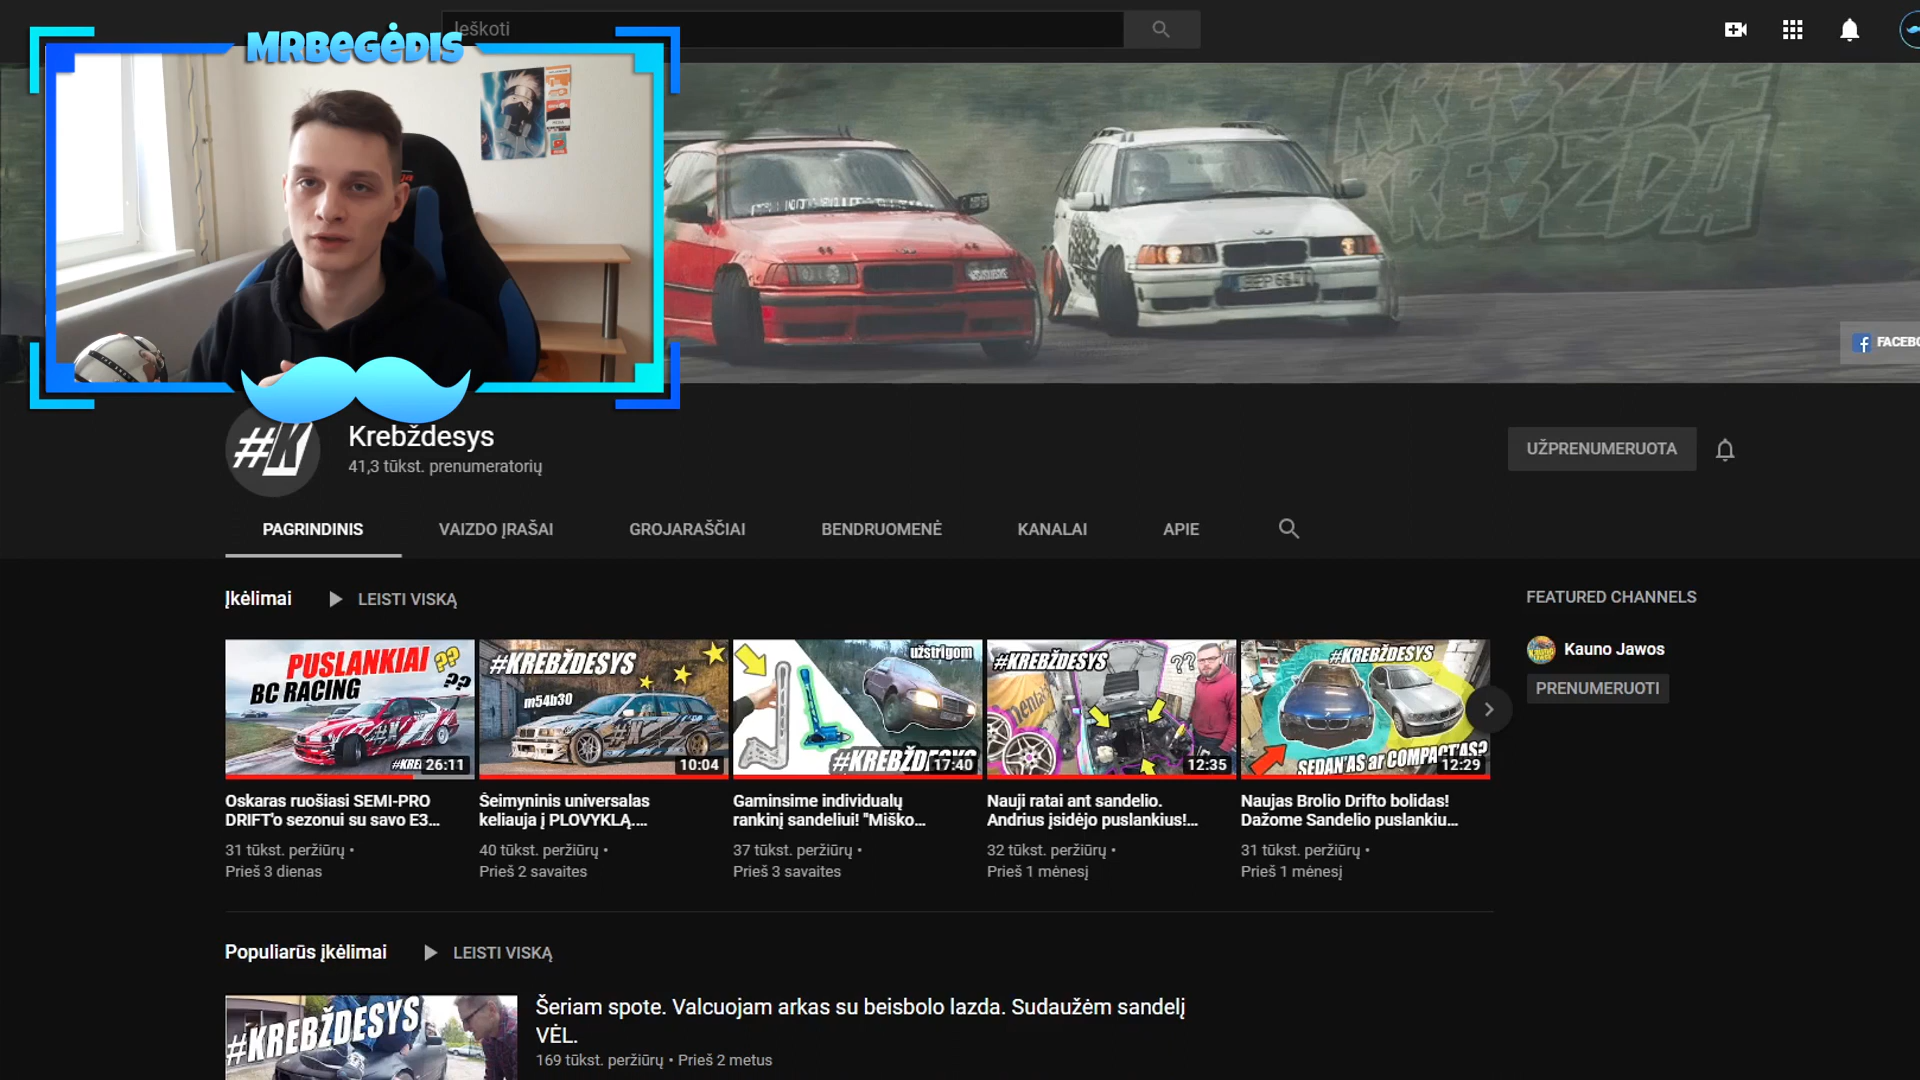 Ieškoti
MRBEGĖDIS
KREBŽDE
KREBŽDA
#K
Krebždesys
41,3 tūkst. prenumeratorių
UŽPRENUMERUOTA
PAGRINDINIS
VAIZDO ĮRAŠAI
GROJARAŠČIAI
BENDRUOMENĖ
KANALAI
APIE
Įkėlimai
LEISTI VISKĄ
FEATURED CHANNELS
Kauno Jawos
PRENUMERUOTI
PUSLANKIAI ??
BC RACING ??
#KRE
26:11
Oskaras ruošiasi SEMI-PRO
DRIFT'o sezonui su savo E3...
31 tūkst. peržiūrų •
Prieš 3 dienas
#KREBŽDESYS
m54b30
10:04
Šeimyninis universalas
keliauja į PLOVYKLĄ....
40 tūkst. peržiūrų •
Prieš 2 savaites
užstrigom
#KREBŽDESYS
17:40
Gaminsime individualų
rankinį sandeliui! "Miško...
37 tūkst. peržiūrų •
Prieš 3 savaites
#KREBŽDESYS
??
12:35
Nauji ratai ant sandelio.
Andrius įsidėjo puslankius!...
32 tūkst. peržiūrų •
Prieš 1 mėnesį
#KREBŽDESYS
SEDAN'AS ar COMPACT'AS?
12:29
Naujas Brolio Drifto bolidas!
Dažome Sandelio puslankiu...
31 tūkst. peržiūrų •
Prieš 1 mėnesį
Populiarūs įkėlimai
LEISTI VISKĄ
#KREBŽDESYS
Šeriam spote. Valcuojam arkas su beisbolo lazda. Sudaužėm sandelį
VĖL.
169 tūkst. peržiūrų • Prieš 2 metus